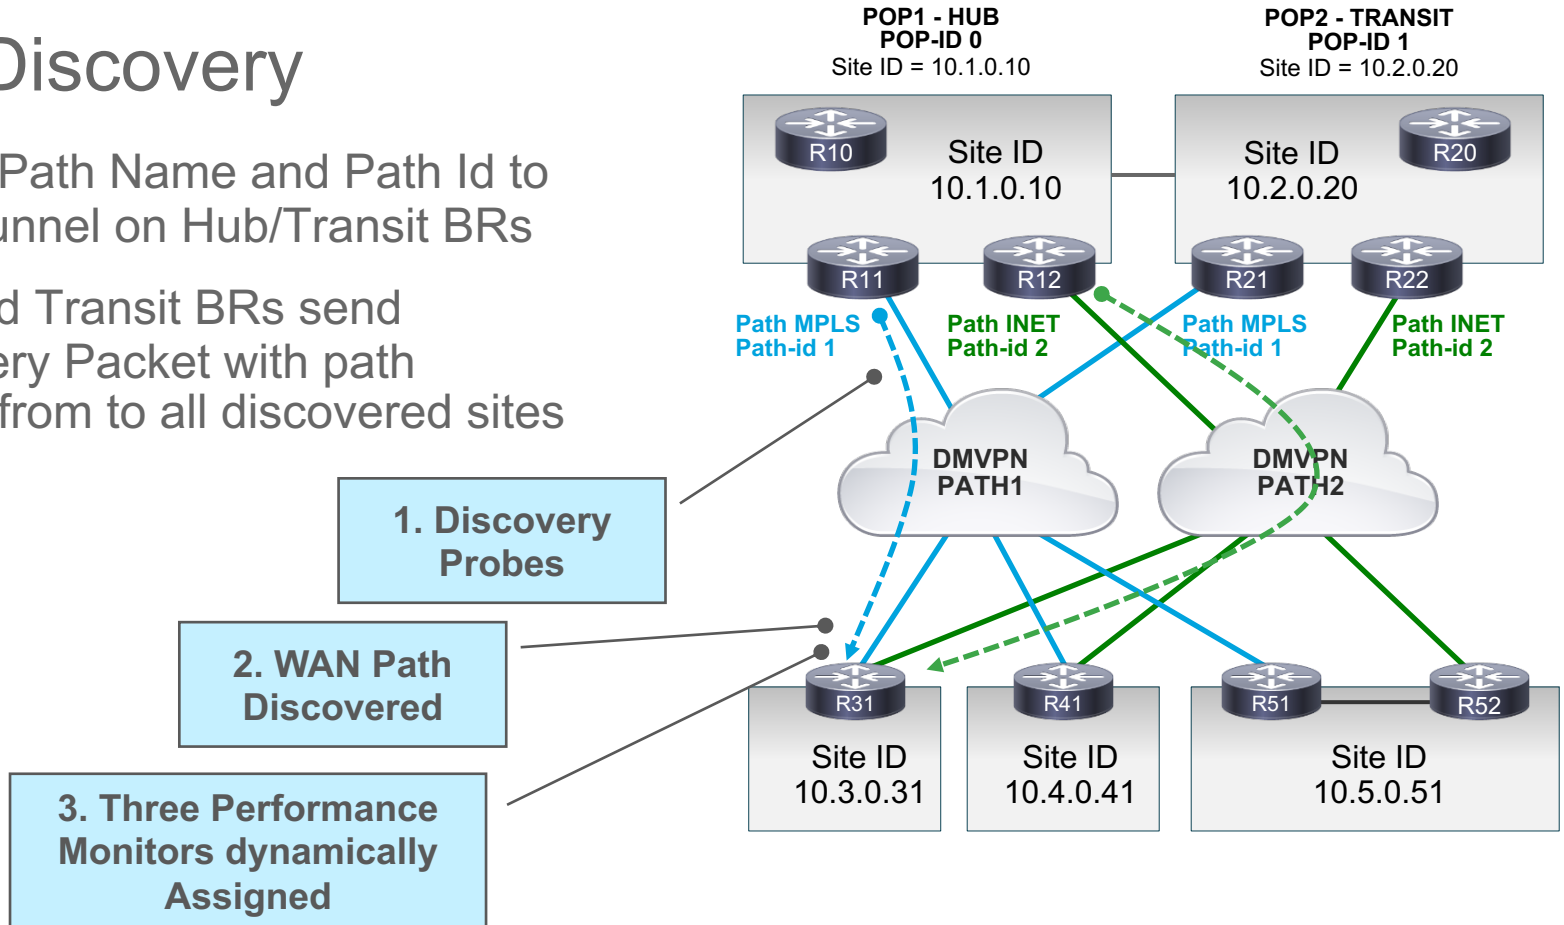 Discovery
Path Name and Path Id to
unnel on Hub/Transit BRs
d Transit BRs send
ery Packet with path
from to all discovered sites
1. Discovery
Probes
2. WAN Path
Discovered
3. Three Performance
Monitors dynamically
Assigned
POP1 - HUB
POP-ID 0
Site ID = 10.1.0.10
POP2 - TRANSIT
POP-ID 1
Site ID = 10.2.0.20
R10
Site ID
10.1.0.10
Site ID
10.2.0.20
R20
R11
R12
R21
R22
Path MPLS
Path-id 1
Path INET
Path-id 2
Path MPLS
Path-id 1
Path INET
Path-id 2
DMVPN
PATH1
DMVPN
PATH2
R31
R41
R51
R52
Site ID
10.3.0.31
Site ID
10.4.0.41
Site ID
10.5.0.51